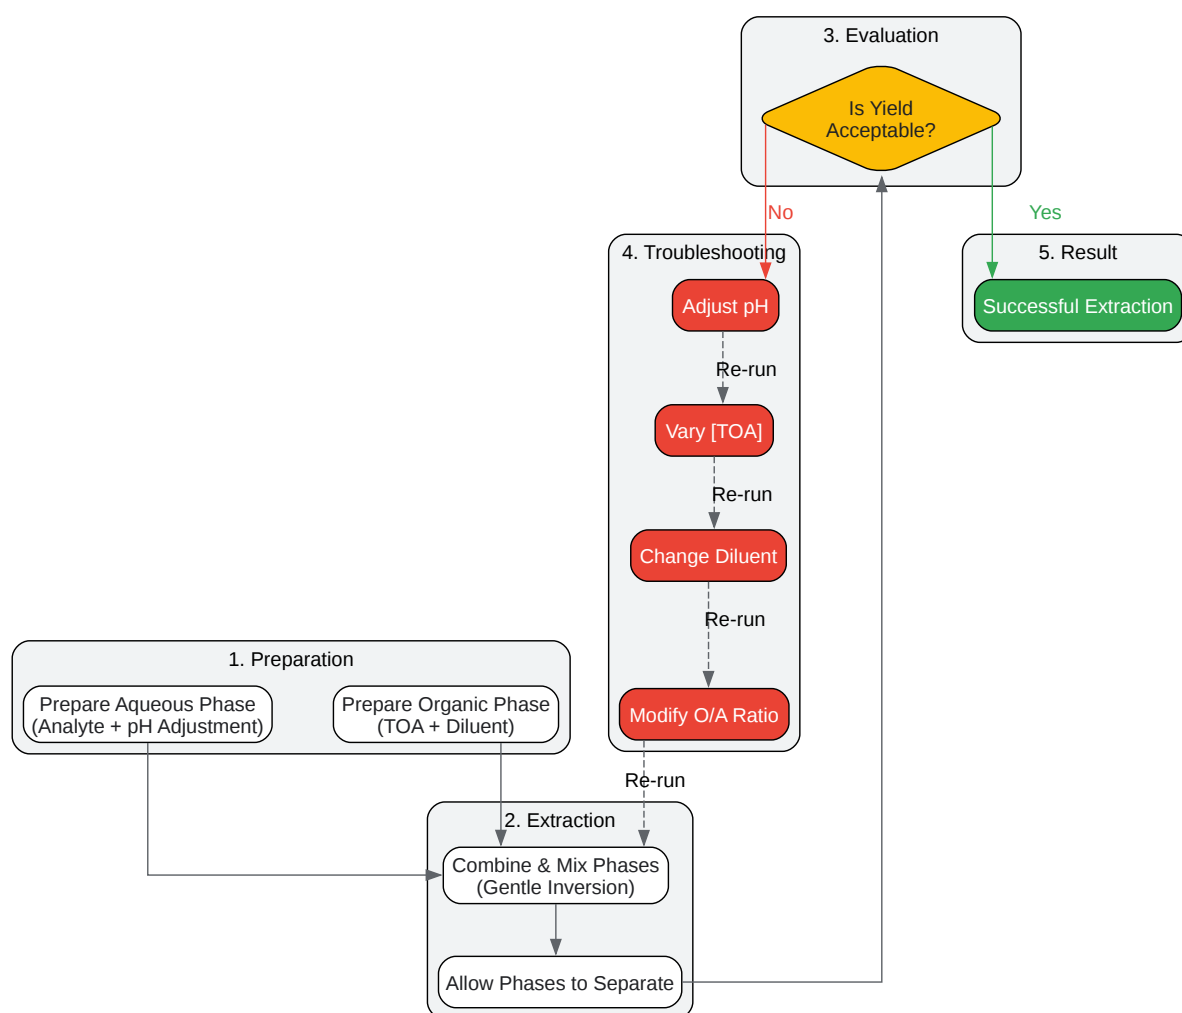 3. Evaluation
Is Yield
Acceptable?
No
Yes
4. Troubleshooting
Adjust pH
Re-run
Vary [TOA]
Re-run
Change Diluent
Re-run
Modify O/A Ratio
Re-run
5. Result
Successful Extraction
1. Preparation
Prepare Aqueous Phase
(Analyte + pH Adjustment)
Prepare Organic Phase
(TOA + Diluent)
2. Extraction
Combine & Mix Phases
(Gentle Inversion)
Allow Phases to Separate